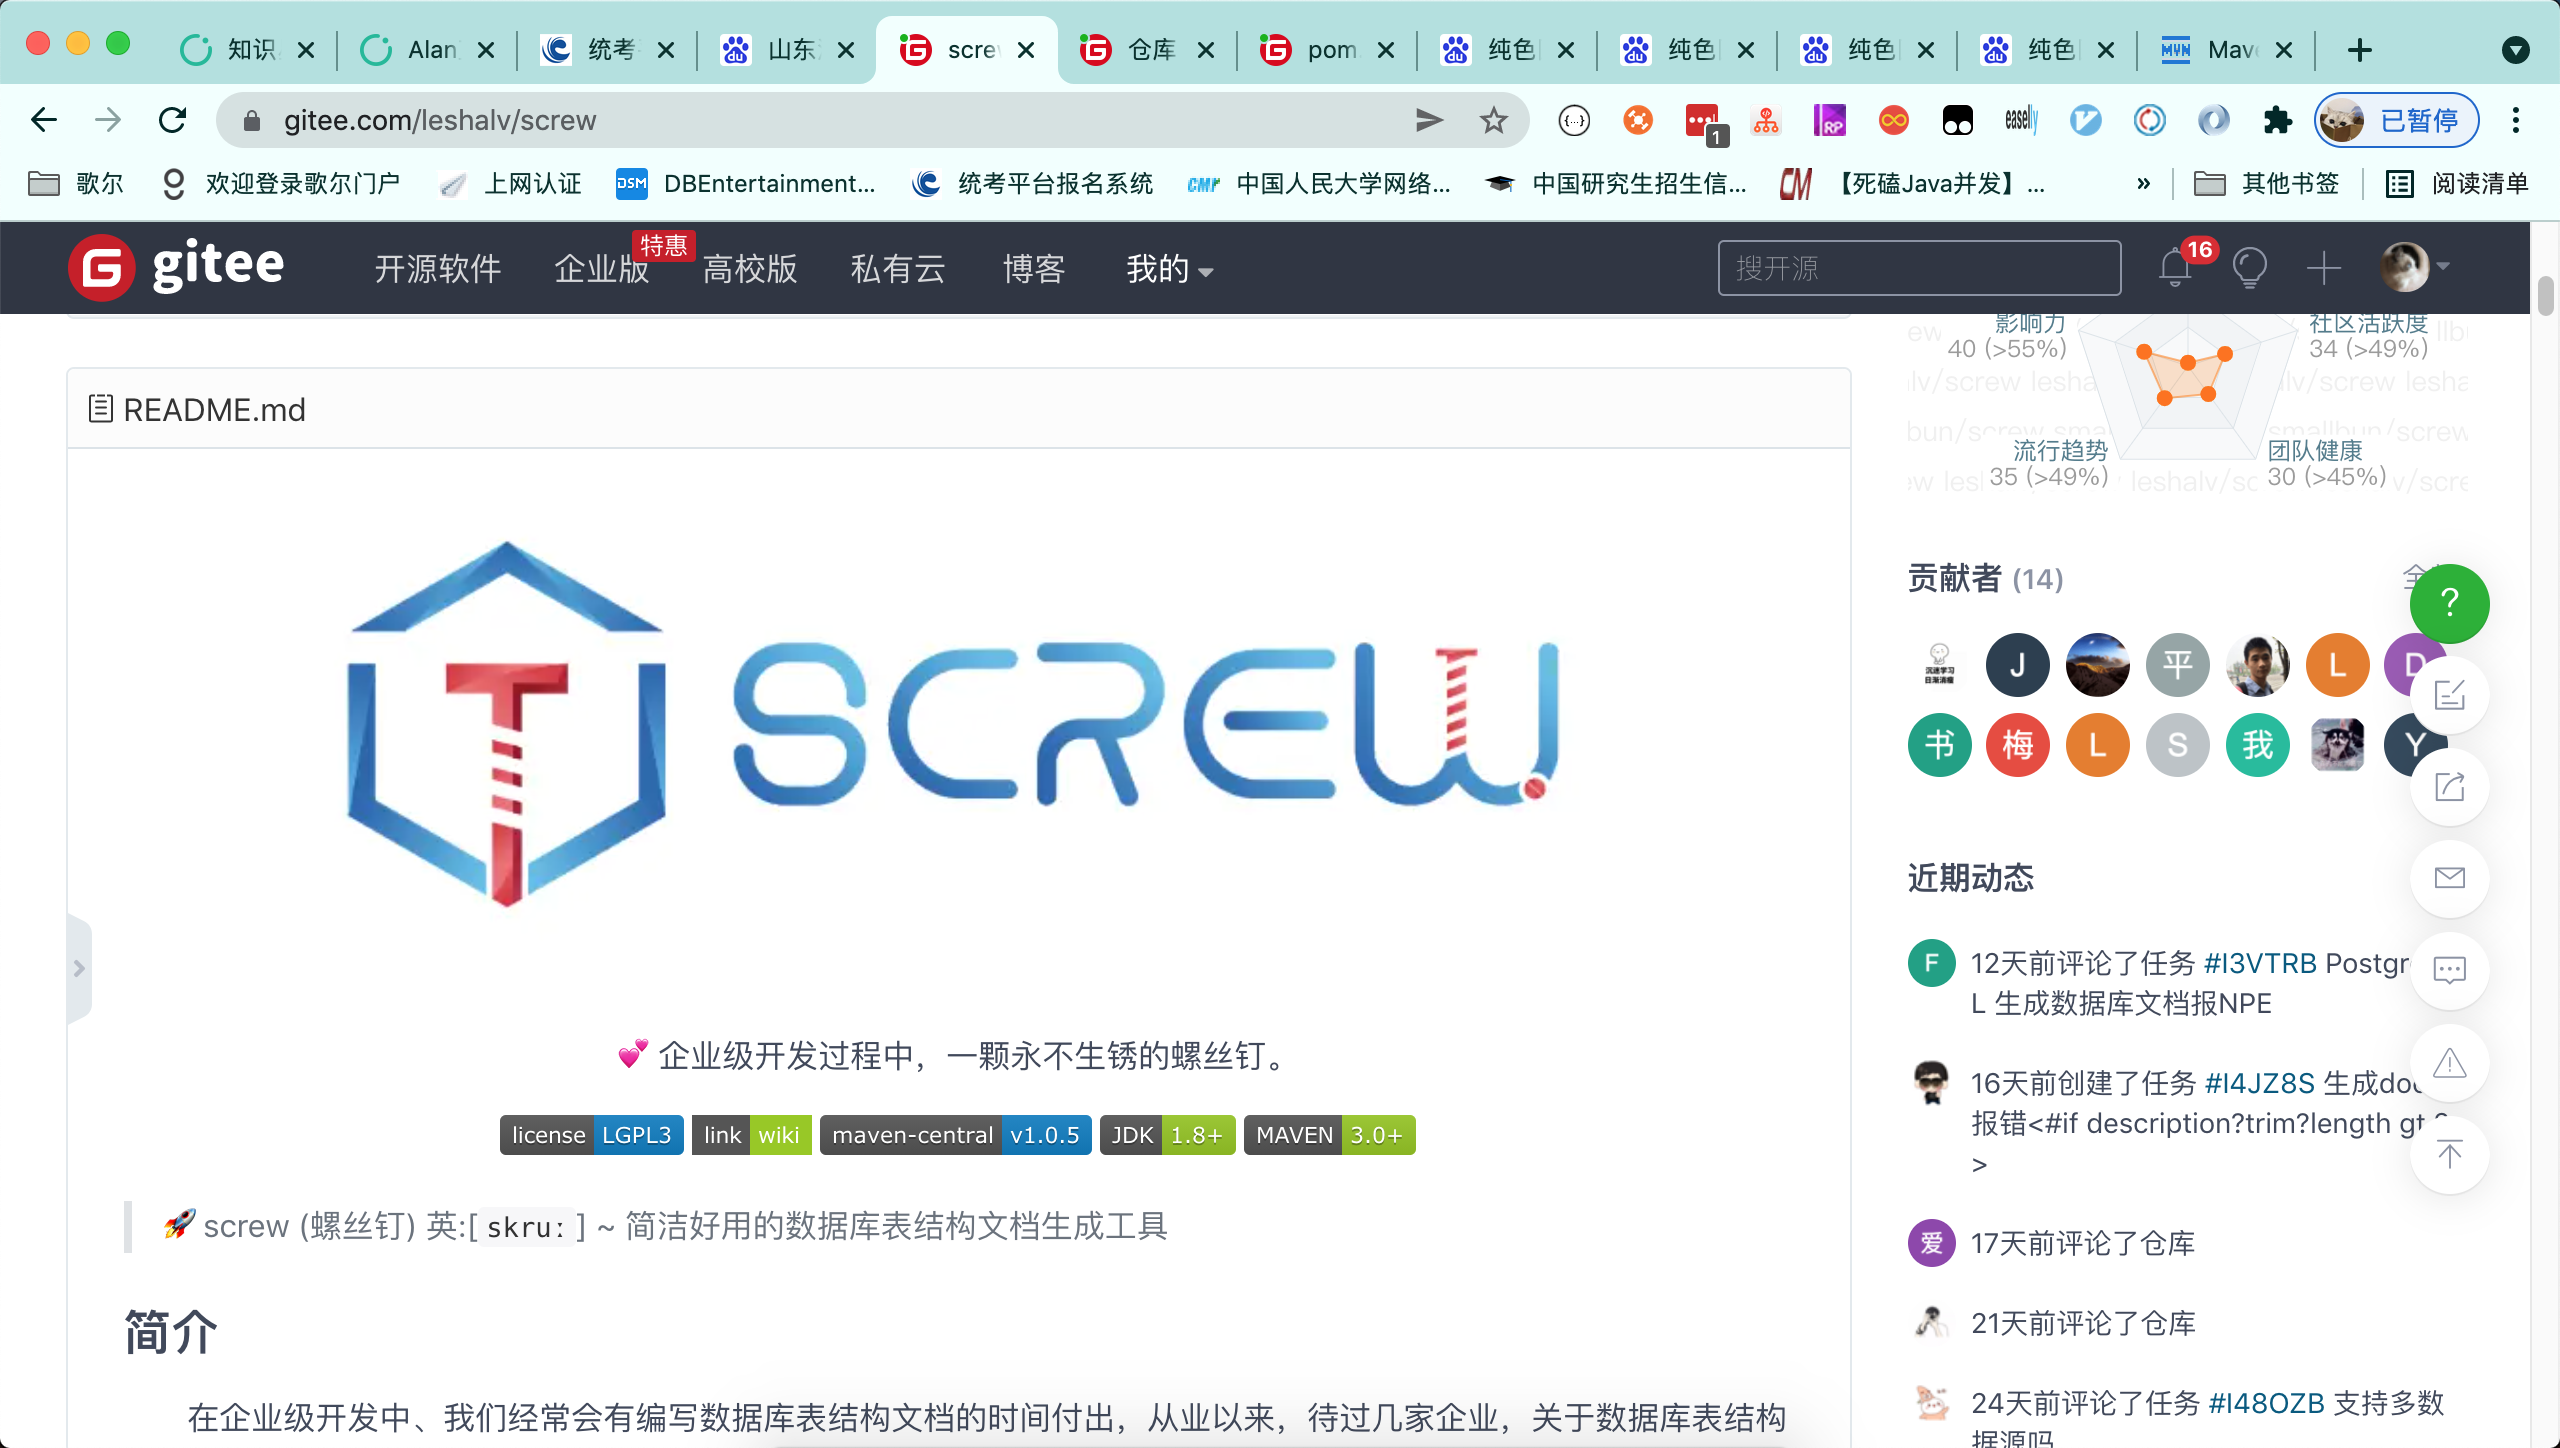 知识 Alan 统考 山东 screw 仓库 pom. 纯色 纯色 纯色 纯色 Mave
gitee.com/leshalv/screw
1
RP
easelly
已暂停
歌尔 欢迎登录歌尔门户 上网认证 DSM DBEntertainment... 统考平台报名系统 中国人民大学网络... 中国研究生招生信... 【死磕Java并发】... » 其他书签 阅读清单
gitee 开源软件 企业版 特惠 高校版 私有云 博客 我的 搜开源 16
影响力 社区活跃度
40 (>55%) 34 (>49%)
流行趋势 团队健康
35 (>49%) 30 (>45%)
README.md
SCREW
💕 企业级开发过程中，一颗永不生锈的螺丝钉。
license LGPL3 link wiki maven-central v1.0.5 JDK 1.8+ MAVEN 3.0+
🚀 screw (螺丝钉) 英:[skruː] ~ 简洁好用的数据库表结构文档生成工具
简介
在企业级开发中、我们经常会有编写数据库表结构文档的时间付出，从业以来，待过几家企业，关于数据库表结构
贡献者 (14)
全
?
沉迷学习
日渐消瘦
J 平 L D
书 梅 L S 我 Y
近期动态
F 12天前评论了任务 #I3VTRB Postgr
L 生成数据库文档报NPE
16天前创建了任务 #I4JZ8S 生成doc
报错<#if description?trim?length gt
>
爱 17天前评论了仓库
21天前评论了仓库
24天前评论了任务 #I48OZB 支持多数
据源吗